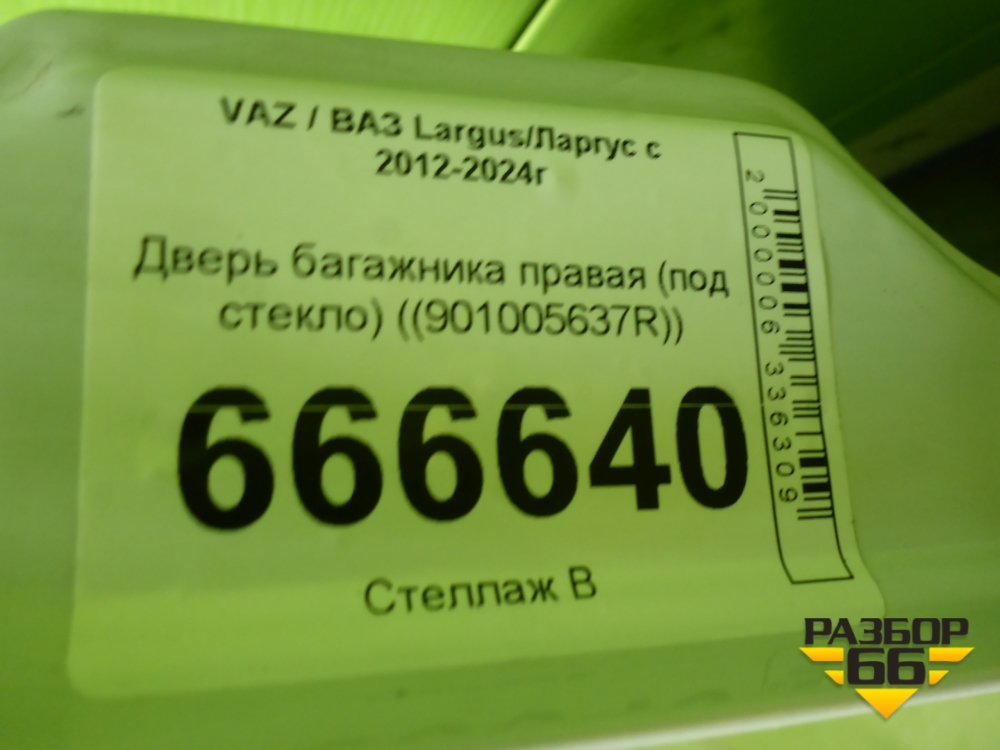 VAZ / ВАЗ Largus/Ларгус с
2012-2024г
Дверь багажника правая (под
стекло) ((901005637R))
666640
Стеллаж В
2000006336309
РАЗБОР
66